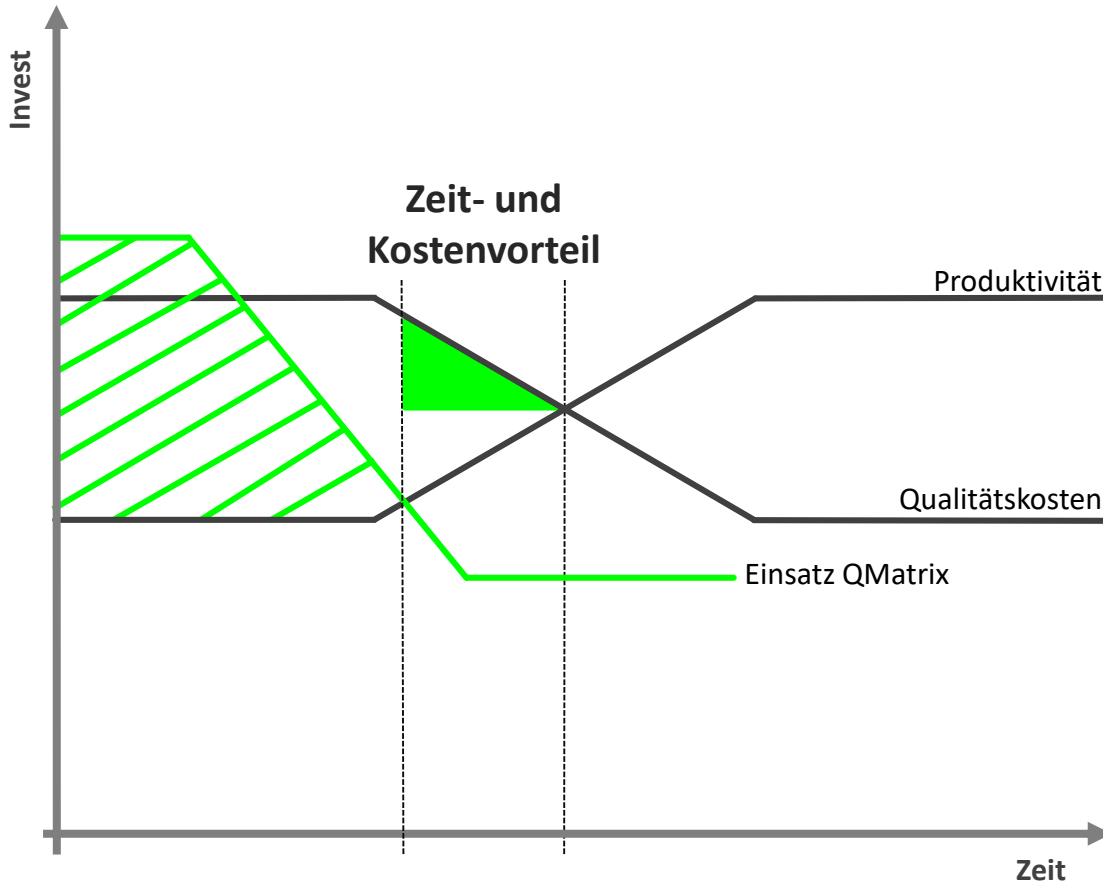 Invest
Zeit- und
Kostenvorteil
Produktivität
Qualitätskosten
Einsatz QMatrix
Zeit